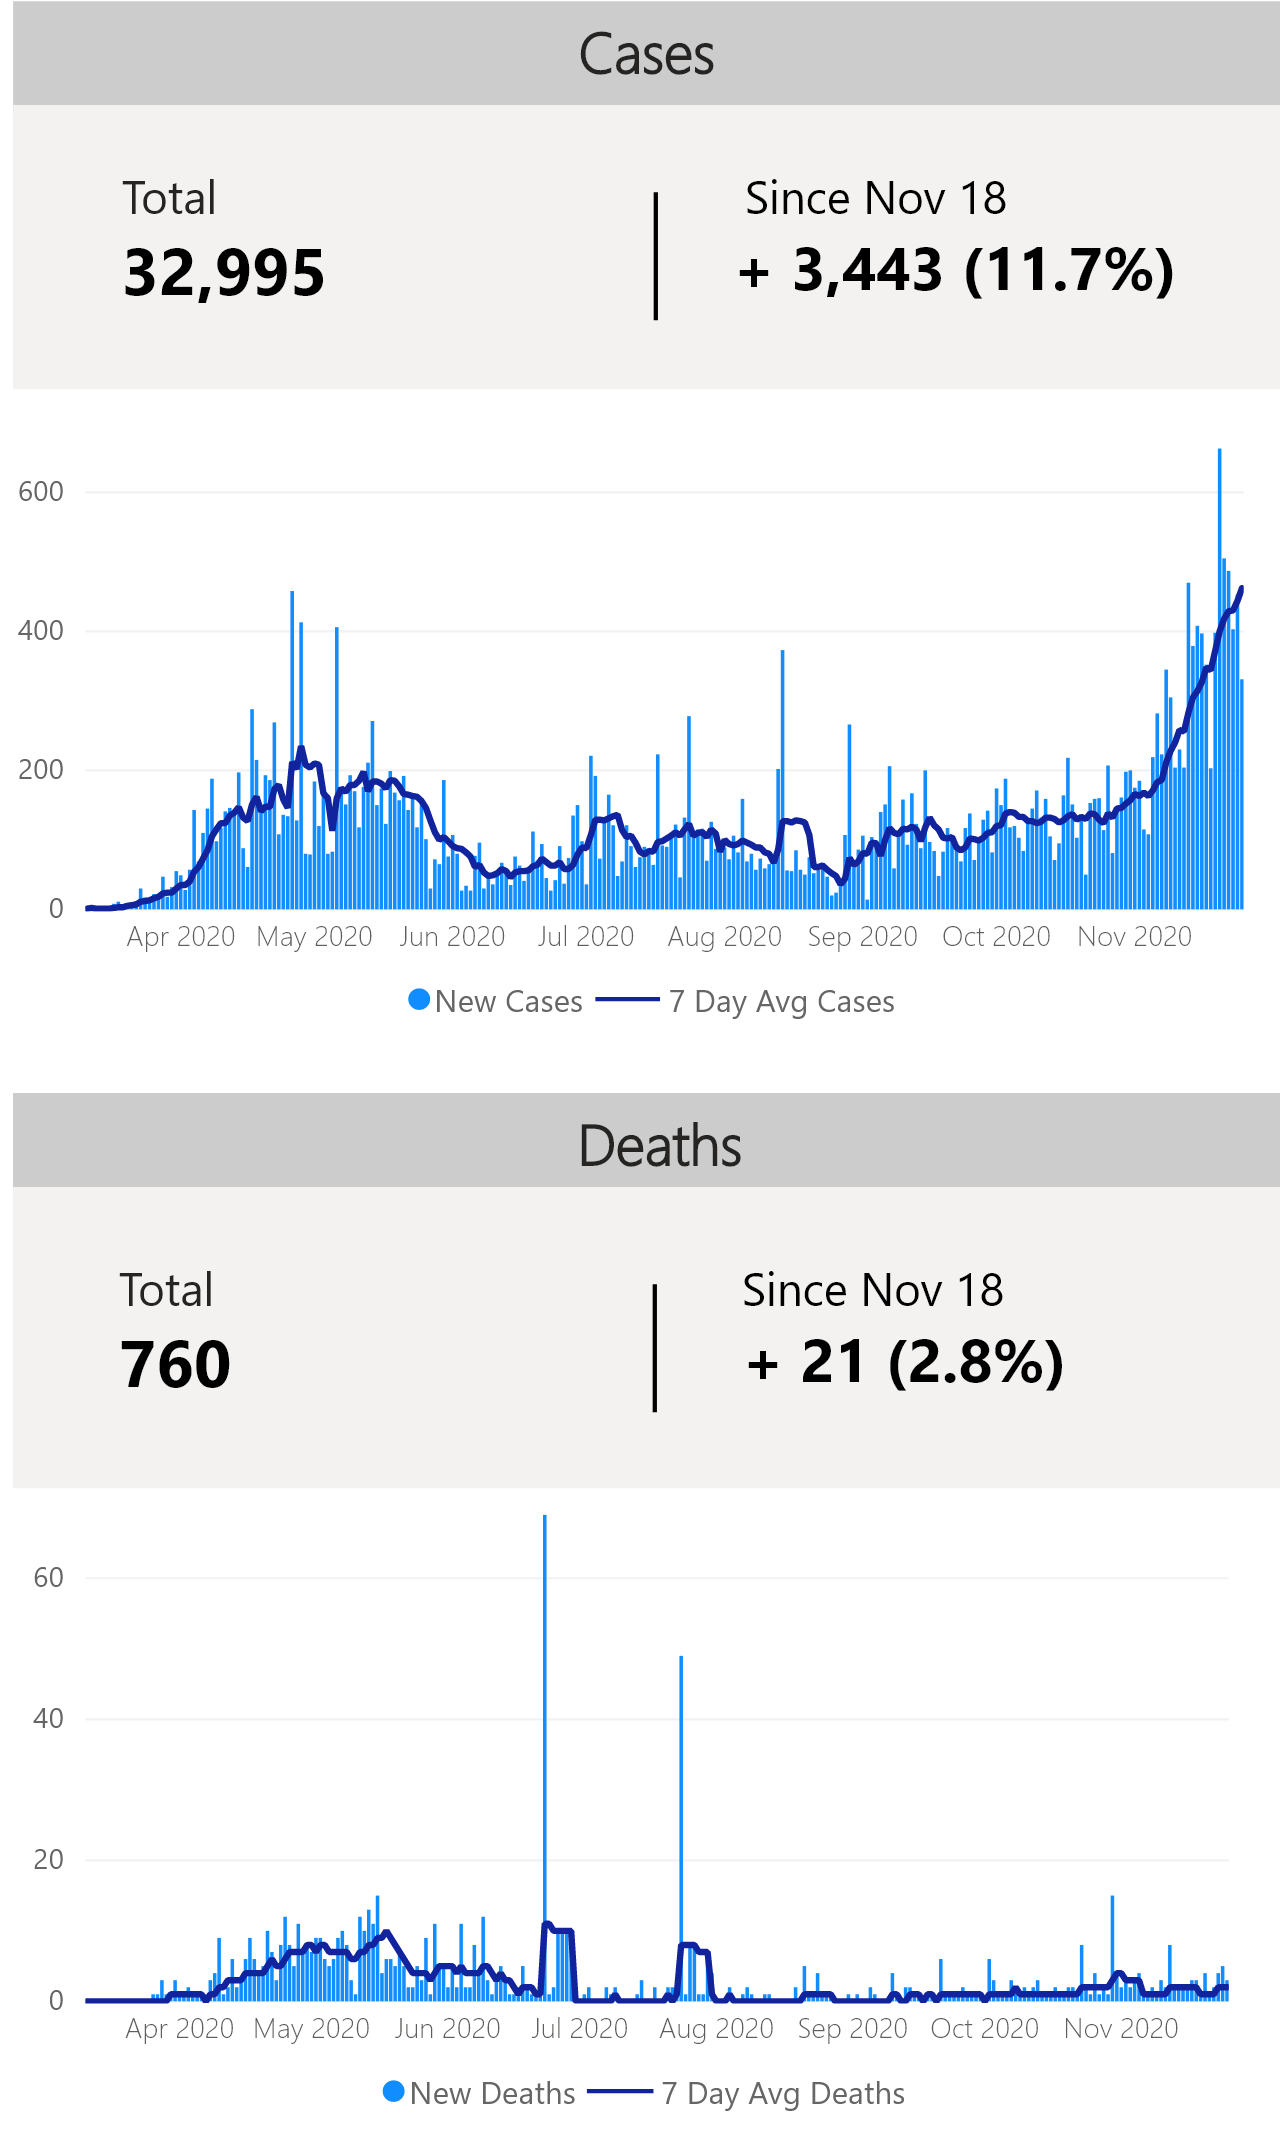 Cases
Total
Since Nov 18
32,995
+ 3,443 (11.7%)
600
400
200
0
Apr 2020 May 2020 Jun 2020 Jul 2020 Aug 2020 Sep 2020 Oct 2020 Nov 2020
New Cases 7 Day Avg Cases
Deaths
Total
Since Nov 18
760
+ 21 (2.8%)
60
40
20
0
Apr 2020 May 2020 Jun 2020 Jul 2020 Aug 2020 Sep 2020 Oct 2020 Nov 2020
New Deaths 7 Day Avg Deaths